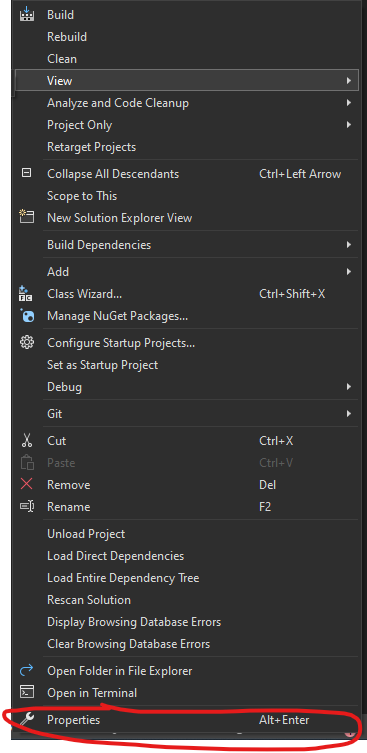 Build
Rebuild
Clean
View
Analyze and Code Cleanup
Project Only
Retarget Projects
Collapse All Descendants Ctrl+Left Arrow
Scope to This
New Solution Explorer View
Build Dependencies
Add
Class Wizard... Ctrl+Shift+X
Manage NuGet Packages...
Configure Startup Projects...
Set as Startup Project
Debug
Git
Cut Ctrl+X
Paste Ctrl+V
Remove Del
Rename F2
Unload Project
Load Direct Dependencies
Load Entire Dependency Tree
Rescan Solution
Display Browsing Database Errors
Clear Browsing Database Errors
Open Folder in File Explorer
Open in Terminal
Properties Alt+Enter